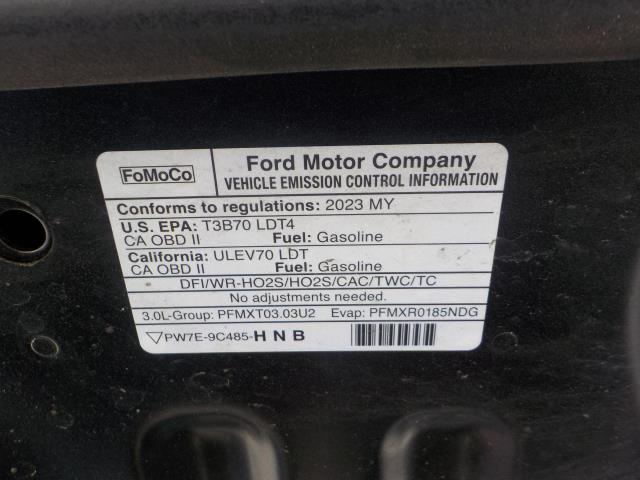 FoMoCo
Ford Motor Company
VEHICLE EMISSION CONTROL INFORMATION
Conforms to regulations: 2023 MY
U.S. EPA: T3B70 LDT4
CA OBD II Fuel: Gasoline
California: ULEV70 LDT
CA OBD II Fuel: Gasoline
DFI/WR-HO2S/HO2S/CAC/TWC/TC
No adjustments needed.
3.0L-Group: PFMXT03.03U2 Evap: PFMXR0185NDG
PW7E-9C485-H N B